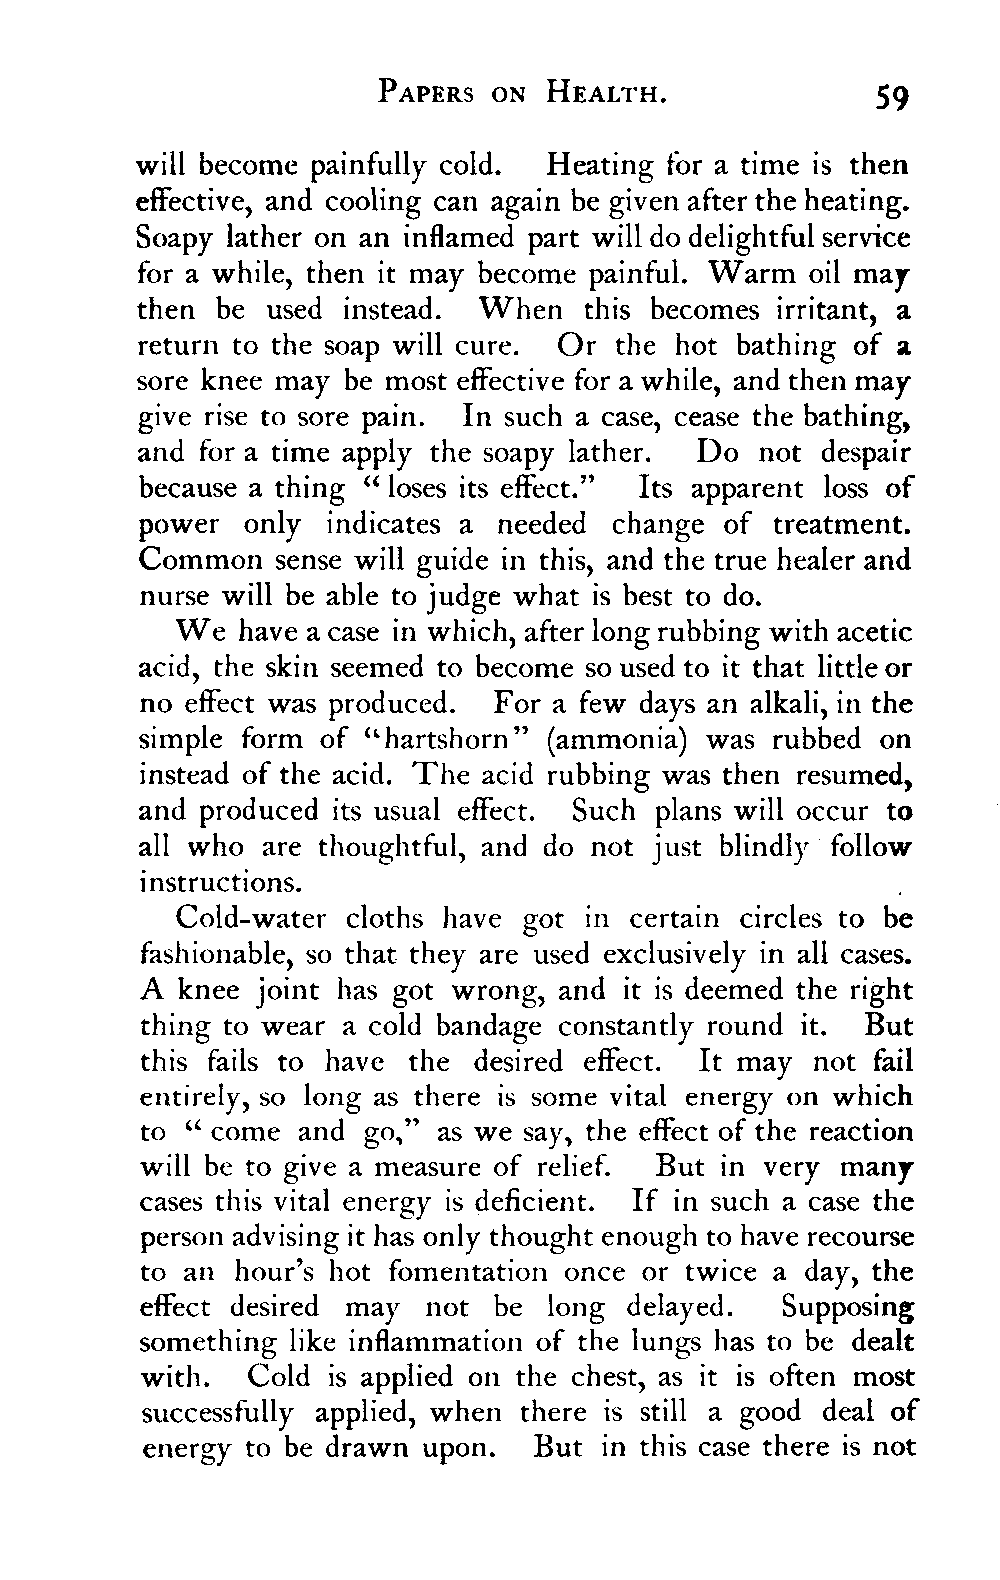 Papers on Health. 59
will become painfully cold. Heating for a time is then
effective, and cooling can again be given after the heating.
Soapy lather on an inflamed part will do delightful service
for a while, then it may become painful. Warm oil may
then be used instead. When this becomes irritant, a
return to the soap will cure. Or the hot bathing of a
sore knee may be most effective for a while, and then may
give rise to sore pain. In such a case, cease the bathing,
and for a time apply the soapy lather. Do not despair
because a thing “ loses its effect.” Its apparent loss of
power only indicates a needed change of treatment.
Common sense will guide in this, and the true healer and
nurse will be able to judge what is best to do.
We have a case in which, after long rubbing with acetic
acid, the skin seemed to become so used to it that little or
no effect was produced. For a few days an alkali, in the
simple form of “hartshorn” (ammonia) was rubbed on
instead of the acid. The acid rubbing was then resumed,
and produced its usual effect. Such plans will occur to
all who are thoughtful, and do not just blindly follow
instructions.
Cold-water cloths have got in certain circles to be
fashionable, so that they are used exclusively in all cases.
A knee joint has got wrong, and it is deemed the right
thing to wear a cold bandage constantly round it. But
this fails to have the desired effect. It may not fail
entirely, so long as there is some vital energy on which
to “ come and go,” as we say, the effect of the reaction
will be to give a measure of relief. But in very many
cases this vital energy is deficient. If in such a case the
person advising it has only thought enough to have recourse
to an hour’s hot fomentation once or twice a day, the
effect desired may not be long delayed. Supposing
something like inflammation of the lungs has to be dealt
with. Cold is applied on the chest, as it is often most
successfully applied, when there is still a good deal of
energy to be drawn upon. But in this case there is not